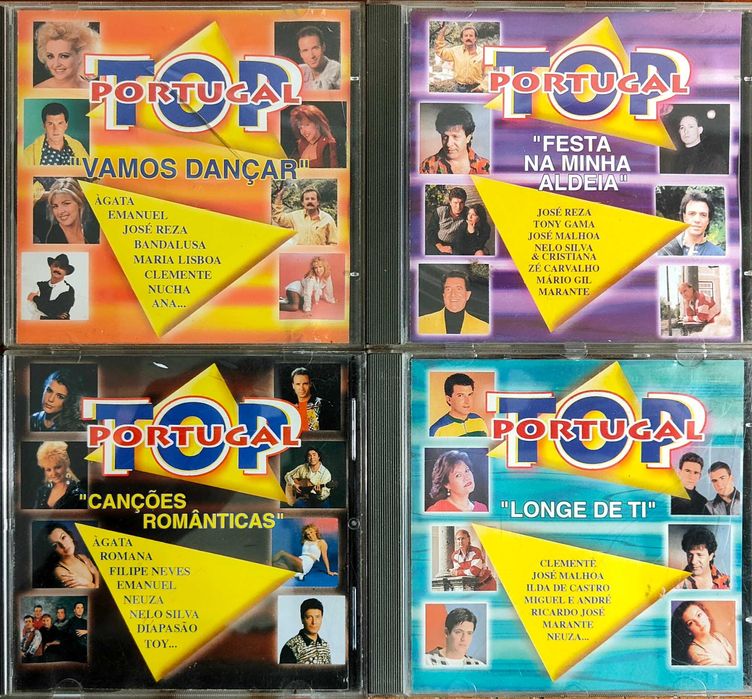 TOP
PORTUGAL
"VAMOS DANÇAR"
ÀGATA
EMANUEL
JOSÉ REZA
BANDALUSA
MARIA LISBOA
CLEMENTE
NUCHA
ANA...
TOP
PORTUGAL
"FESTA
NA MINHA
ALDEIA"
JOSÉ REZA
TONY GAMA
JOSÉ MALHOA
NELO SILVA
& CRISTIANA
ZÉ CARVALHO
MÁRIO GIL
MARANTE
TOP
PORTUGAL
"CANÇÕES
ROMÂNTICAS"
ÀGATA
ROMANA
FILIPE NEVES
EMANUEL
NEUZA
NELO SILVA
DIAPASÃO
TOY...
TOP
PORTUGAL
"LONGE DE TI"
CLEMENTE
JOSÉ MALHOA
ILDA DE CASTRO
MIGUEL E ANDRÉ
RICARDO JOSÉ
MARANTE
NEUZA...